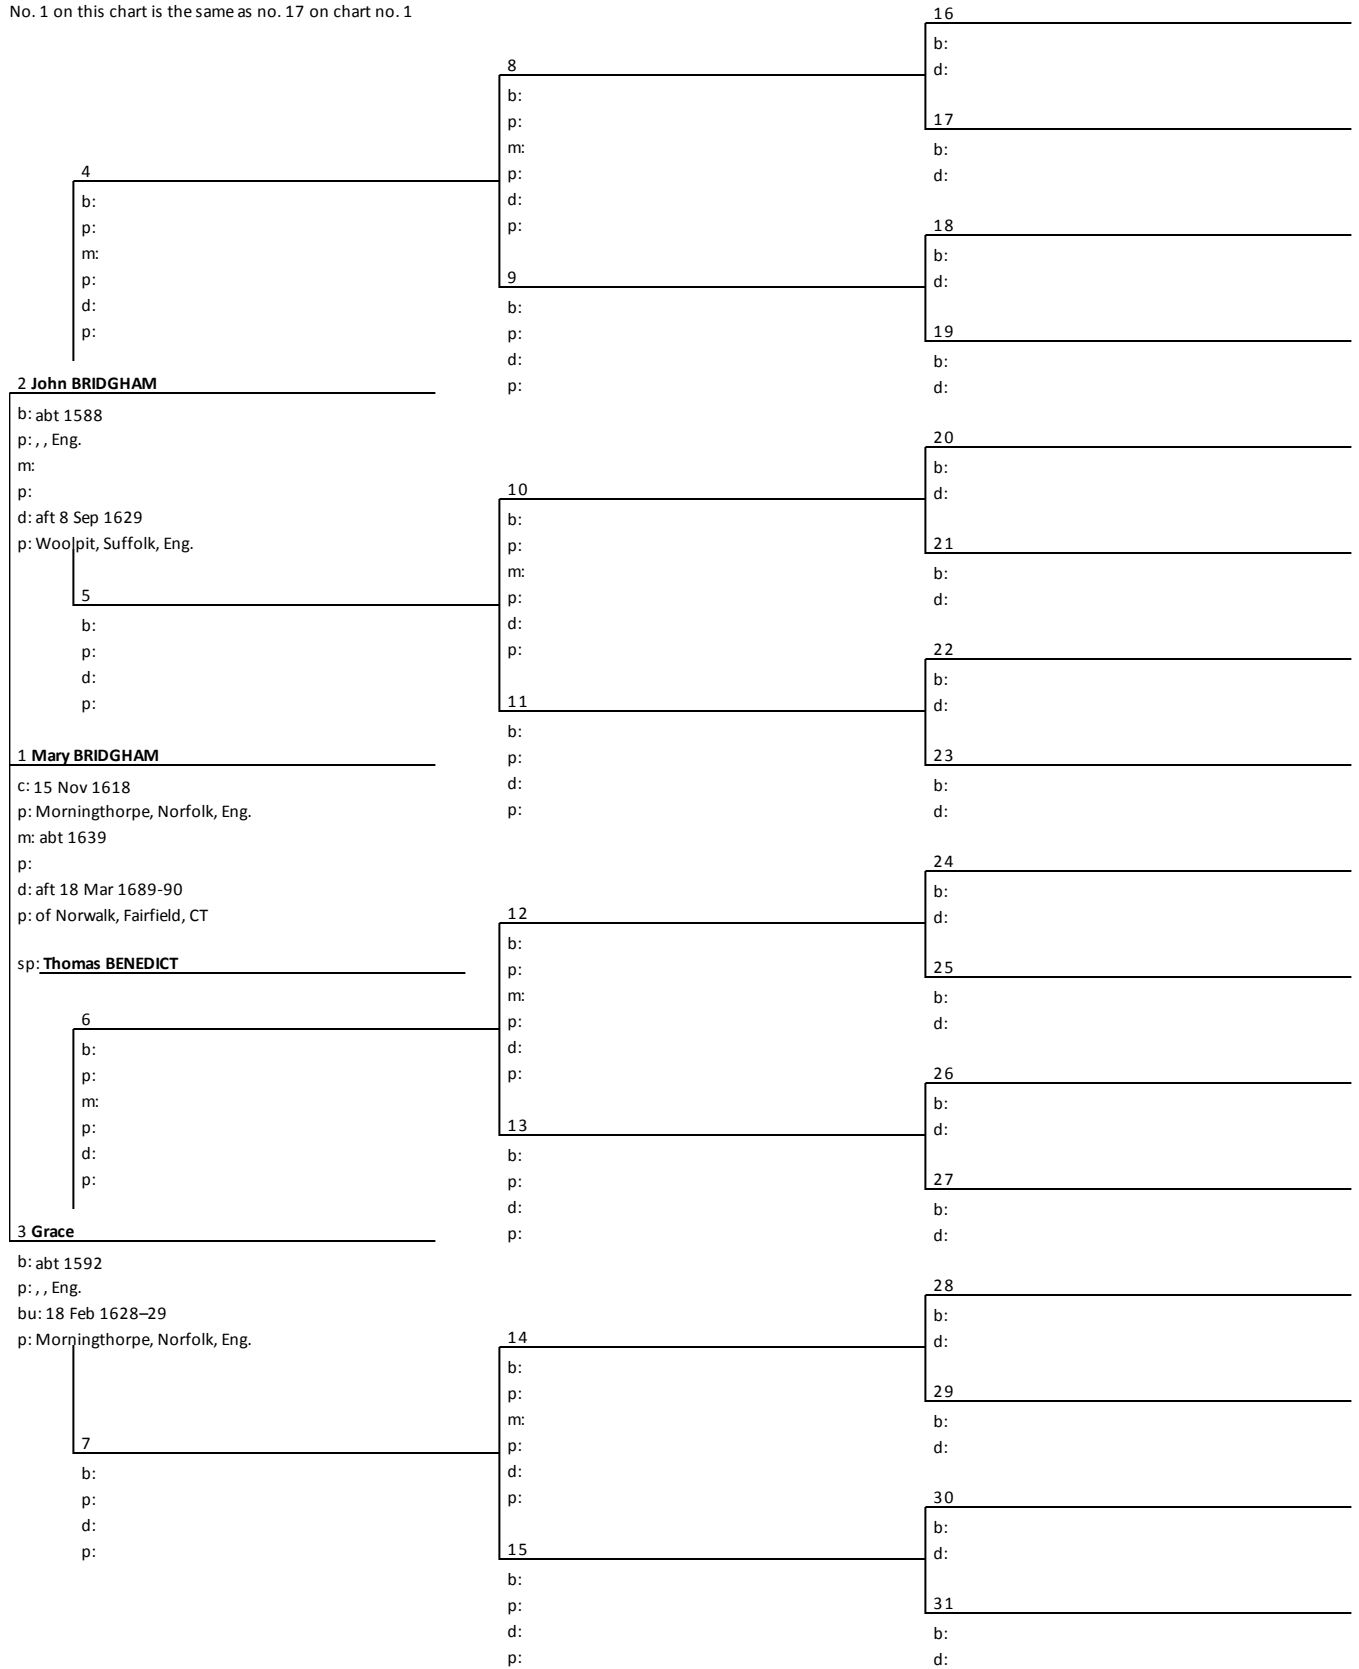 No. 1 on this chart is the same as no. 17 on chart no. 1
16
b:
d:
8
b:
p:
m:
p:
d:
p:
17
b:
d:
4
b:
p:
m:
p:
d:
p:
18
b:
d:
9
b:
p:
d:
p:
19
b:
d:
2 John BRIDGHAM
b: abt 1588
p: , , Eng.
m:
p:
d: aft 8 Sep 1629
p: Woolpit, Suffolk, Eng.
20
b:
d:
10
b:
p:
m:
p:
d:
p:
21
b:
d:
5
b:
p:
d:
p:
22
b:
d:
11
b:
p:
d:
p:
23
b:
d:
1 Mary BRIDGHAM
c: 15 Nov 1618
p: Morningthorpe, Norfolk, Eng.
m: abt 1639
p:
d: aft 18 Mar 1689-90
p: of Norwalk, Fairfield, CT
sp: Thomas BENEDICT
24
b:
d:
12
b:
p:
m:
p:
d:
p:
25
b:
d:
6
b:
p:
m:
p:
d:
p:
26
b:
d:
13
b:
p:
d:
p:
27
b:
d:
3 Grace
b: abt 1592
p: , , Eng.
bu: 18 Feb 1628–29
p: Morningthorpe, Norfolk, Eng.
28
b:
d:
14
b:
p:
m:
p:
d:
p:
29
b:
d:
7
b:
p:
d:
p:
30
b:
d:
15
b:
p:
d:
p:
31
b:
d: